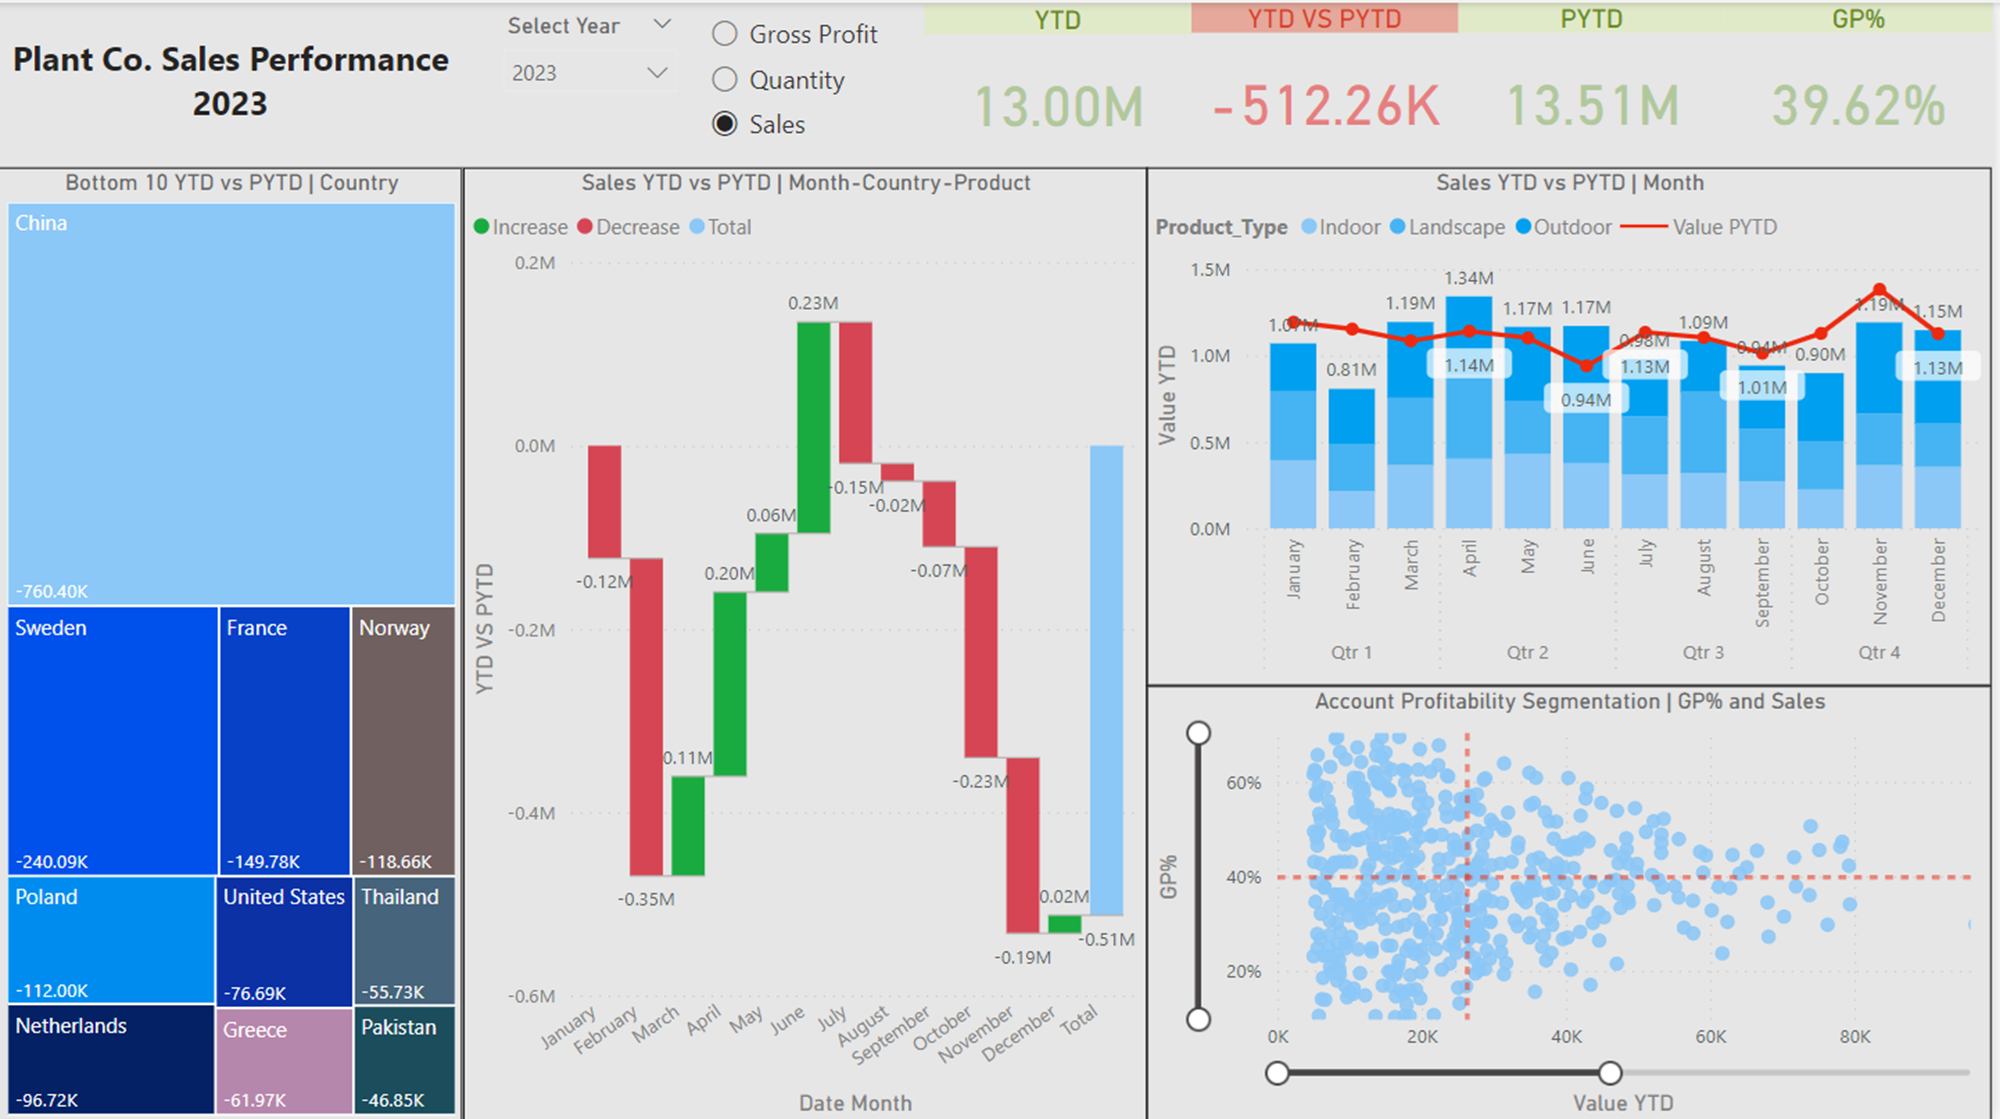 Plant Co. Sales Performance
2023
Select Year
2023
Gross Profit
Quantity
Sales
YTD
13.00M
YTD VS PYTD
-512.26K
PYTD
13.51M
GP%
39.62%
Bottom 10 YTD vs PYTD | Country
China
-760.40K
Sweden
-240.09K
France
-149.78K
Norway
-118.66K
Poland
-112.00K
United States
-76.69K
Thailand
-55.73K
Netherlands
-96.72K
Greece
-61.97K
Pakistan
-46.85K
Sales YTD vs PYTD | Month-Country-Product
Increase Decrease Total
YTD VS PYTD
0.2M
0.0M
-0.2M
-0.4M
-0.6M
-0.12M
-0.35M
0.11M
0.20M
0.06M
0.23M
-0.15M
-0.02M
-0.07M
-0.23M
-0.19M
0.02M
-0.51M
January
February
March
April
May
June
July
August
September
October
November
December
Total
Date Month
Sales YTD vs PYTD | Month
Product_Type Indoor Landscape Outdoor Value PYTD
Value YTD
1.5M
1.0M
0.5M
0.0M
1.07M
0.81M
1.19M
1.34M
1.17M
1.17M
0.98M
1.09M
0.94M
0.90M
1.19M
1.15M
1.14M
0.94M
1.13M
1.01M
1.13M
January
February
March
April
May
June
July
August
September
October
November
December
Qtr 1
Qtr 2
Qtr 3
Qtr 4
Account Profitability Segmentation | GP% and Sales
GP%
60%
40%
20%
0K
20K
40K
60K
80K
Value YTD